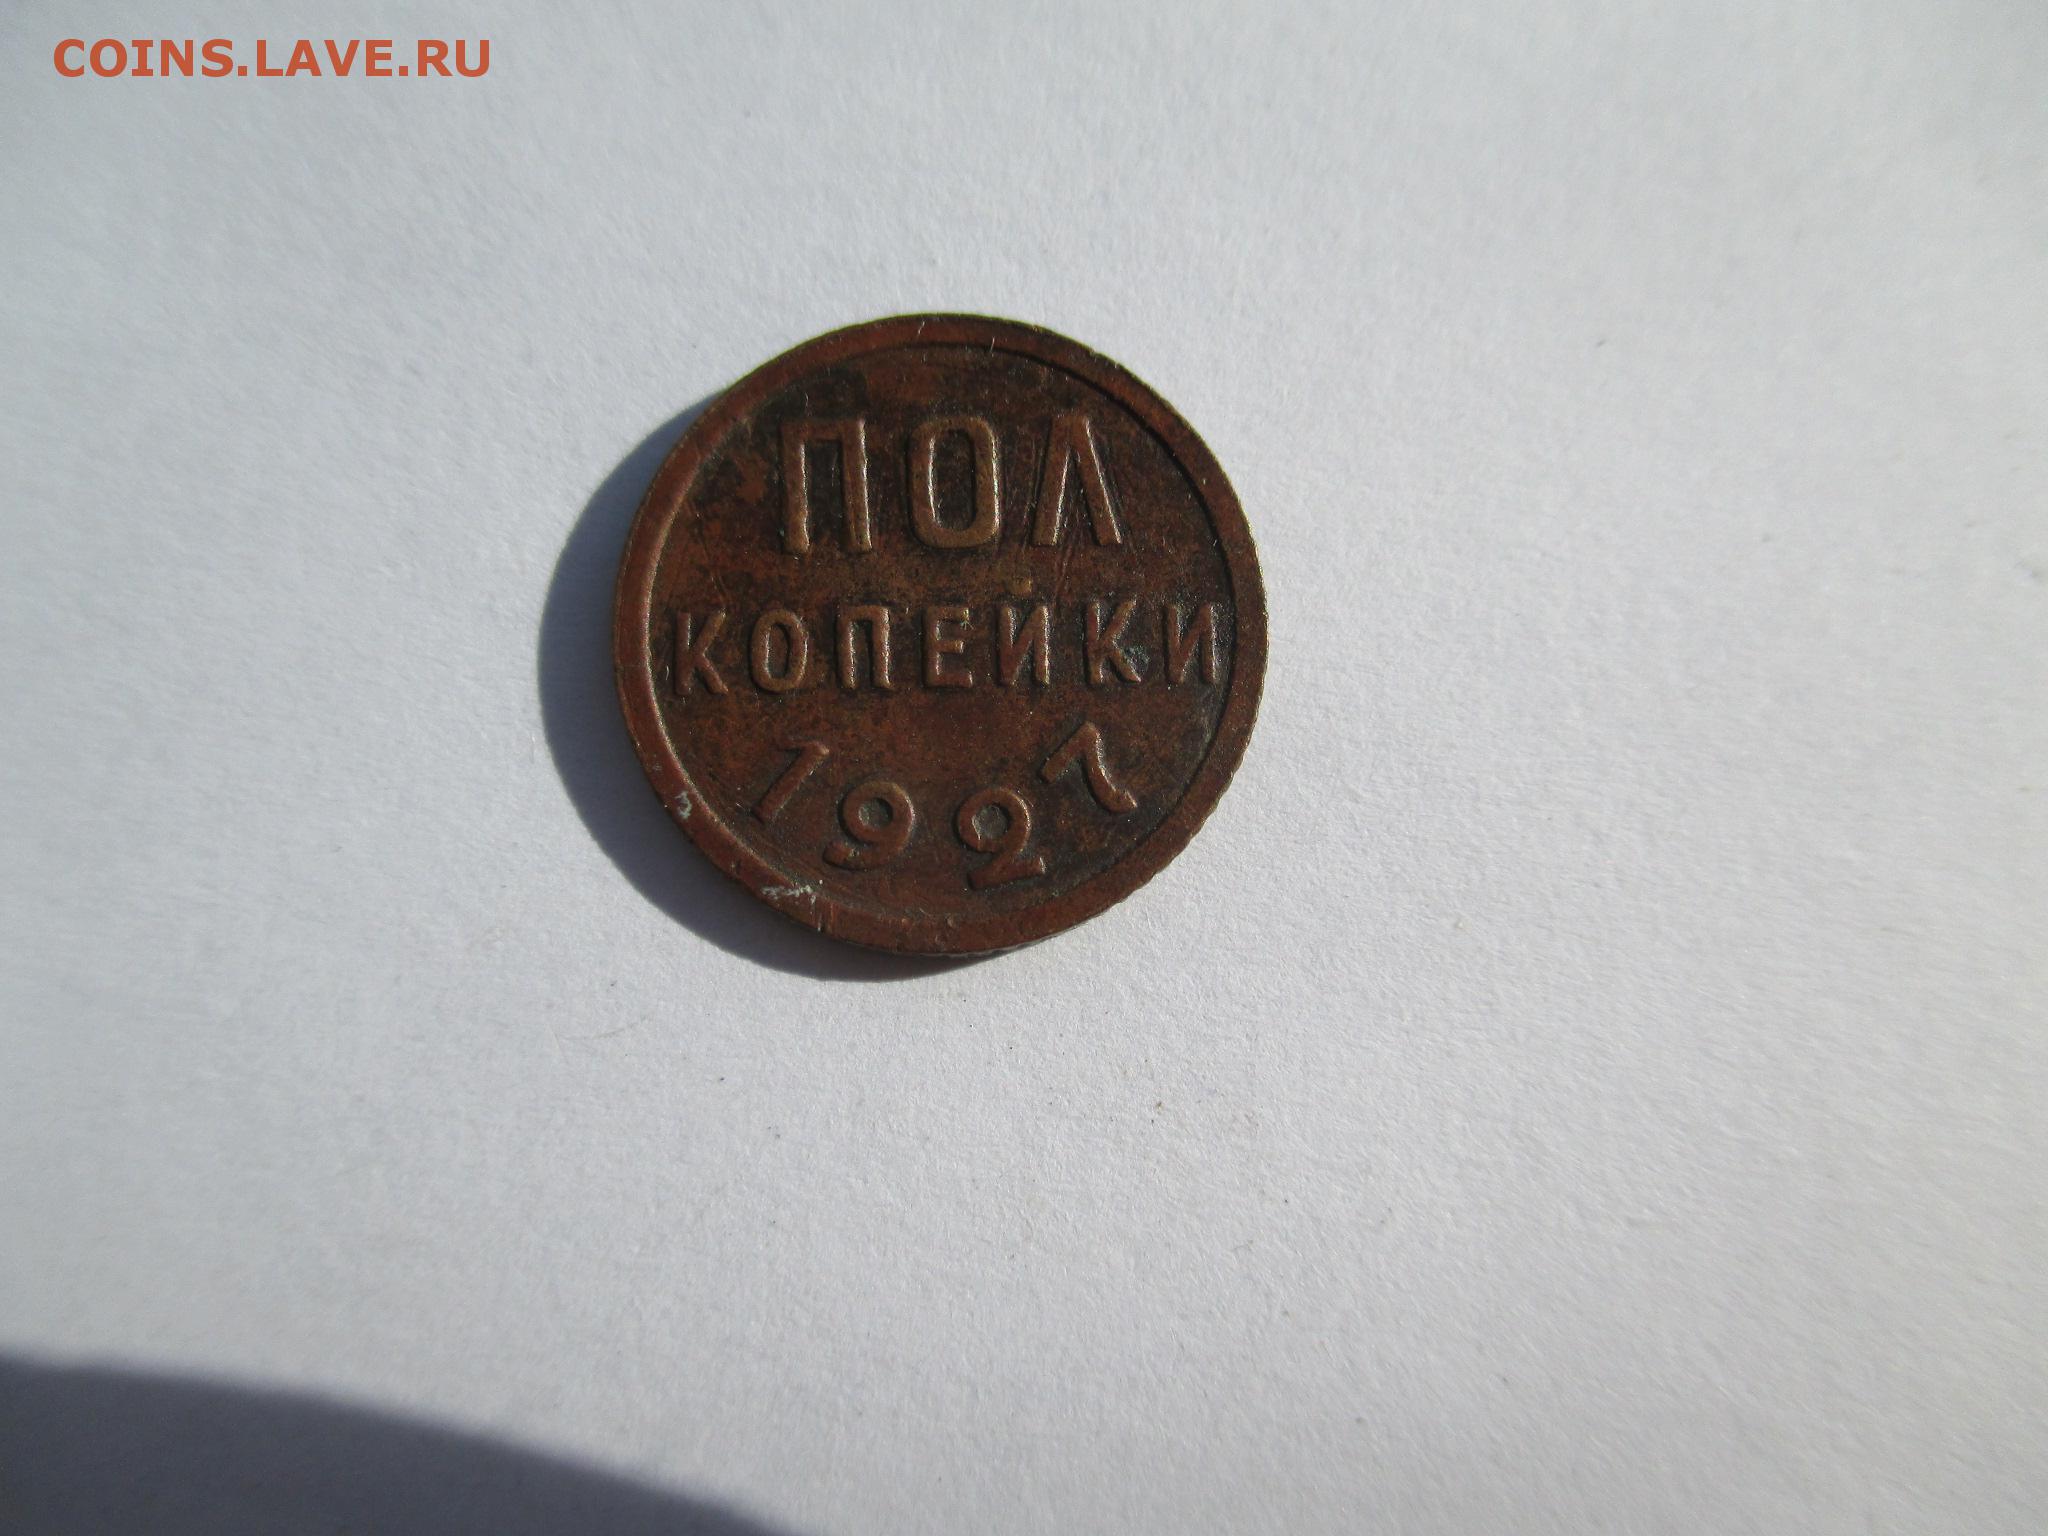 COINS.LAVE.RU
ПОЛ
КОПЕЙКИ
1927